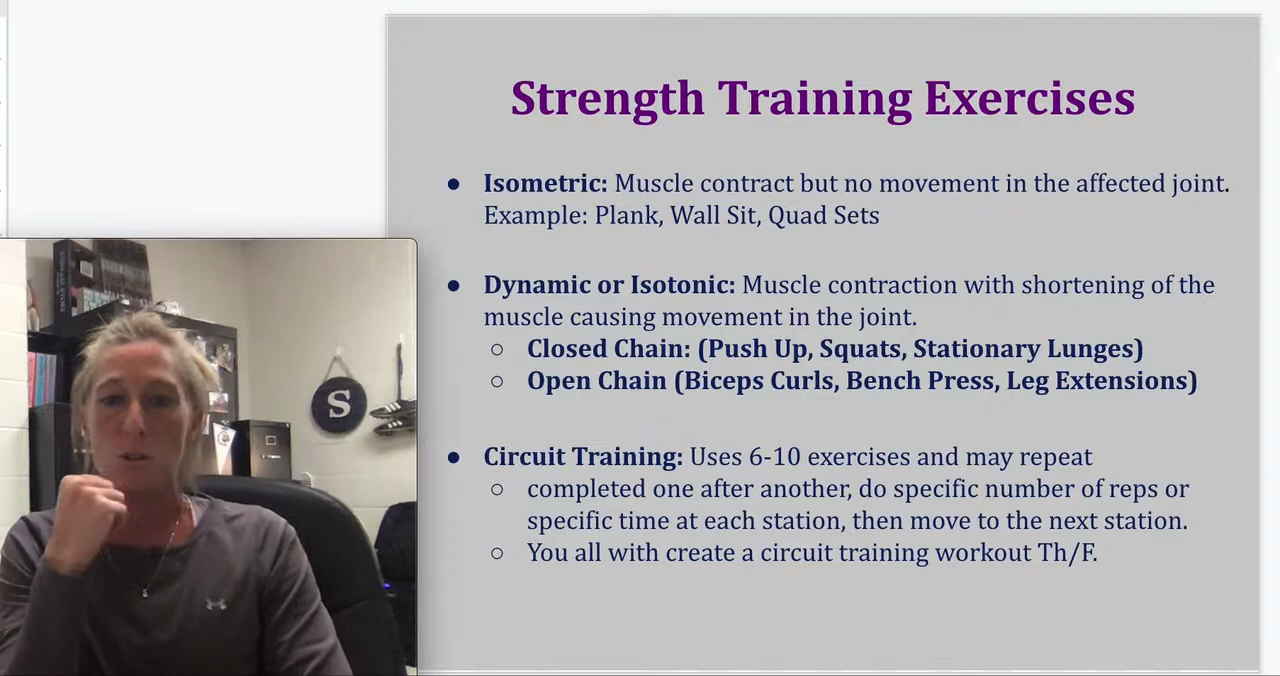 Strength Training Exercises
● Isometric: Muscle contract but no movement in the affected joint.
Example: Plank, Wall Sit, Quad Sets
● Dynamic or Isotonic: Muscle contraction with shortening of the
muscle causing movement in the joint.
○ Closed Chain: (Push Up, Squats, Stationary Lunges)
○ Open Chain (Biceps Curls, Bench Press, Leg Extensions)
● Circuit Training: Uses 6-10 exercises and may repeat
○ completed one after another, do specific number of reps or
specific time at each station, then move to the next station.
○ You all with create a circuit training workout Th/F.
S